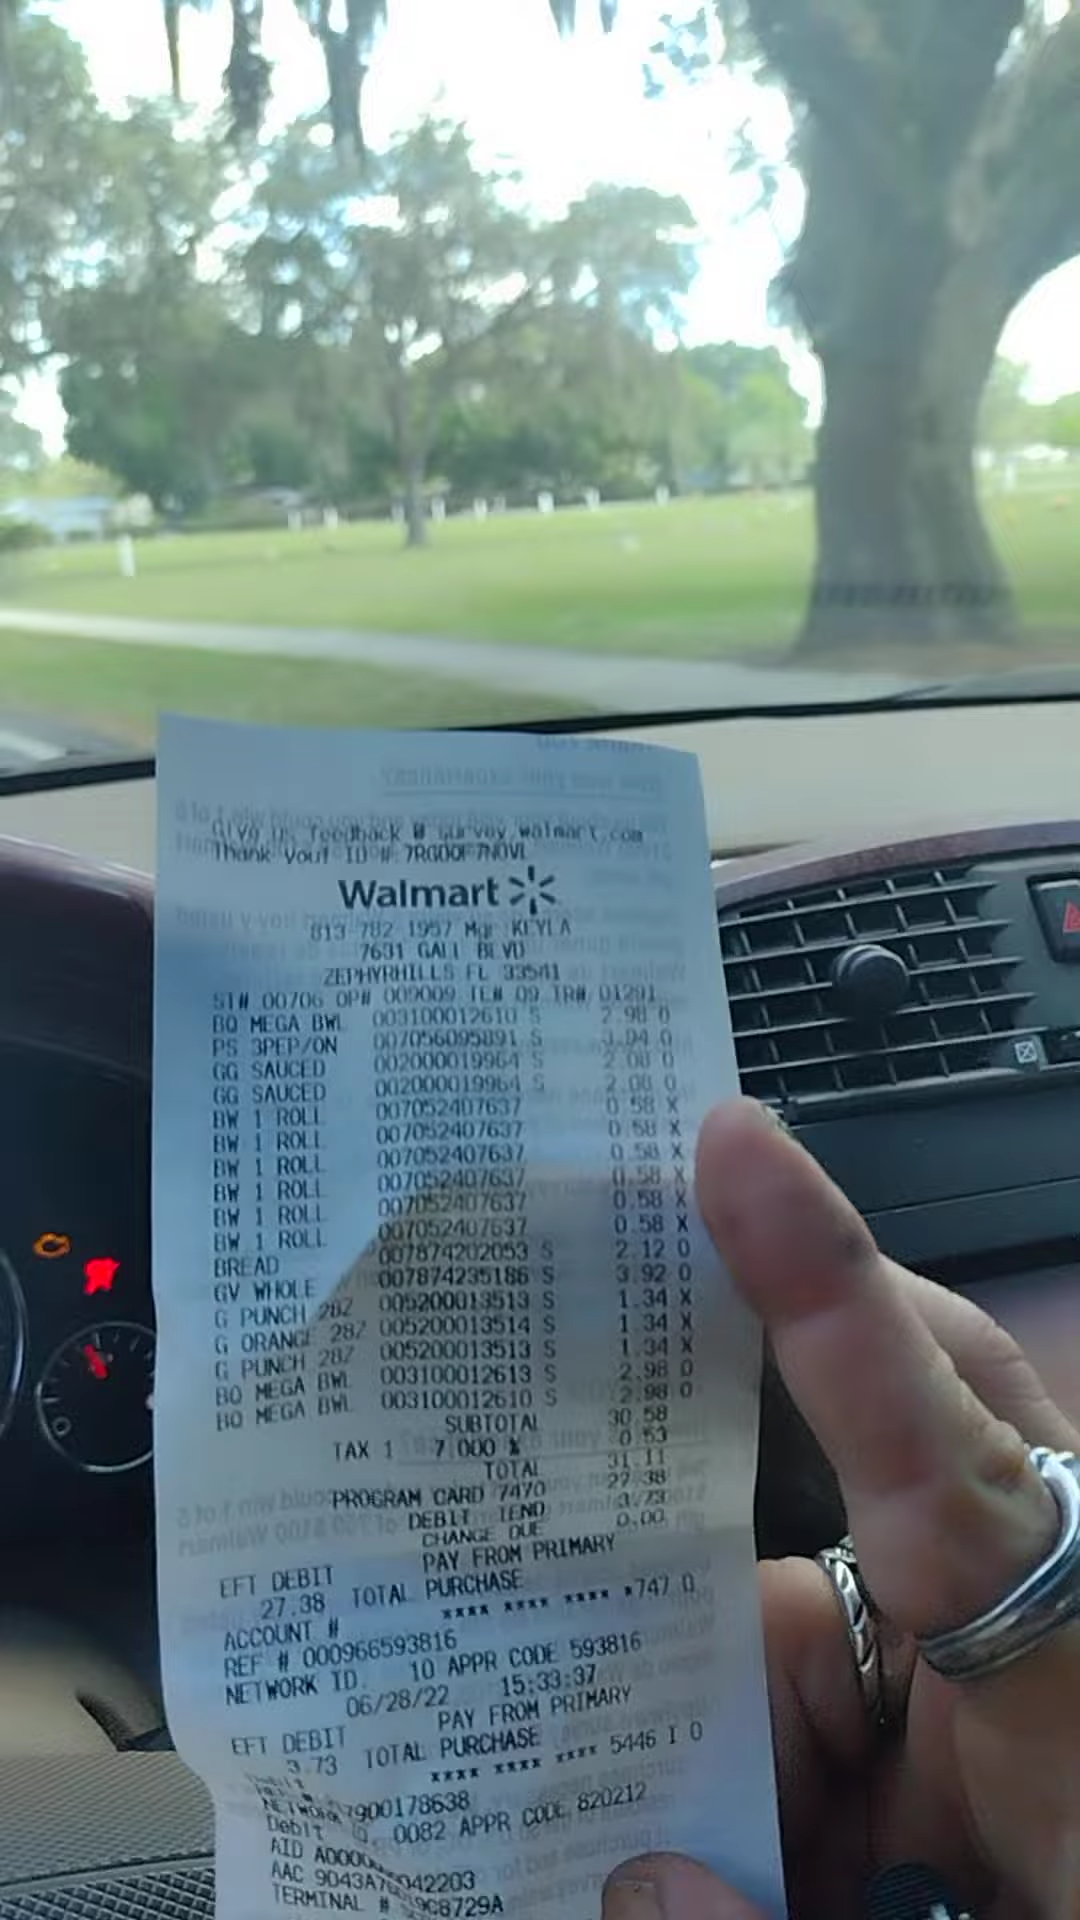 Give us feedback @ survey.walmart.com
Thank you! ID #:7RGQQF7N0VL
Walmart
813-782-1957 Mgr:KEYLA
7631 GALL BLVD
ZEPHYRHILLS FL 33541
ST# 00706 OP# 009009 TE# 09 TR# 01291
BQ MEGA BWL 003100012610 S 2.98 O
PS 3PEP/ON 007056095891 S 3.04 O
GG SAUCED 002000019964 S 2.08 O
GG SAUCED 002000019964 S 2.08 O
BW 1 ROLL 007052407637 0.58 X
BW 1 ROLL 007052407637 0.58 X
BW 1 ROLL 007052407637 0.58 X
BW 1 ROLL 007052407637 0.58 X
BW 1 ROLL 007052407637 0.58 X
BW 1 ROLL 007052407637 0.58 X
BREAD 007874202053 S 2.12 O
GV WHOLE 007874235186 S 3.92 O
G PUNCH 28Z 005200013513 S 1.34 X
G ORANGE 28Z 005200013514 S 1.34 X
G PUNCH 28Z 005200013513 S 1.34 X
BQ MEGA BWL 003100012613 S 2.98 O
BQ MEGA BWL 003100012610 S 2.98 O
SUBTOTAL 30.58
TAX 1 7.000 % 0.53
TOTAL 31.11
PROGRAM CARD 7470 27.38
DEBIT TEND 3.73
CHANGE DUE 0.00
EFT DEBIT PAY FROM PRIMARY
27.38 TOTAL PURCHASE
ACCOUNT # **** **** **** *747 0
REF # 000966593816
NETWORK ID. 10 APPR CODE 593816
06/28/22 15:33:37
EFT DEBIT PAY FROM PRIMARY
3.73 TOTAL PURCHASE
**** **** **** 5446 I 0
7900178638
NETWORK ID. 0082 APPR CODE 820212
Debit
AID
AAC
TERMINAL #